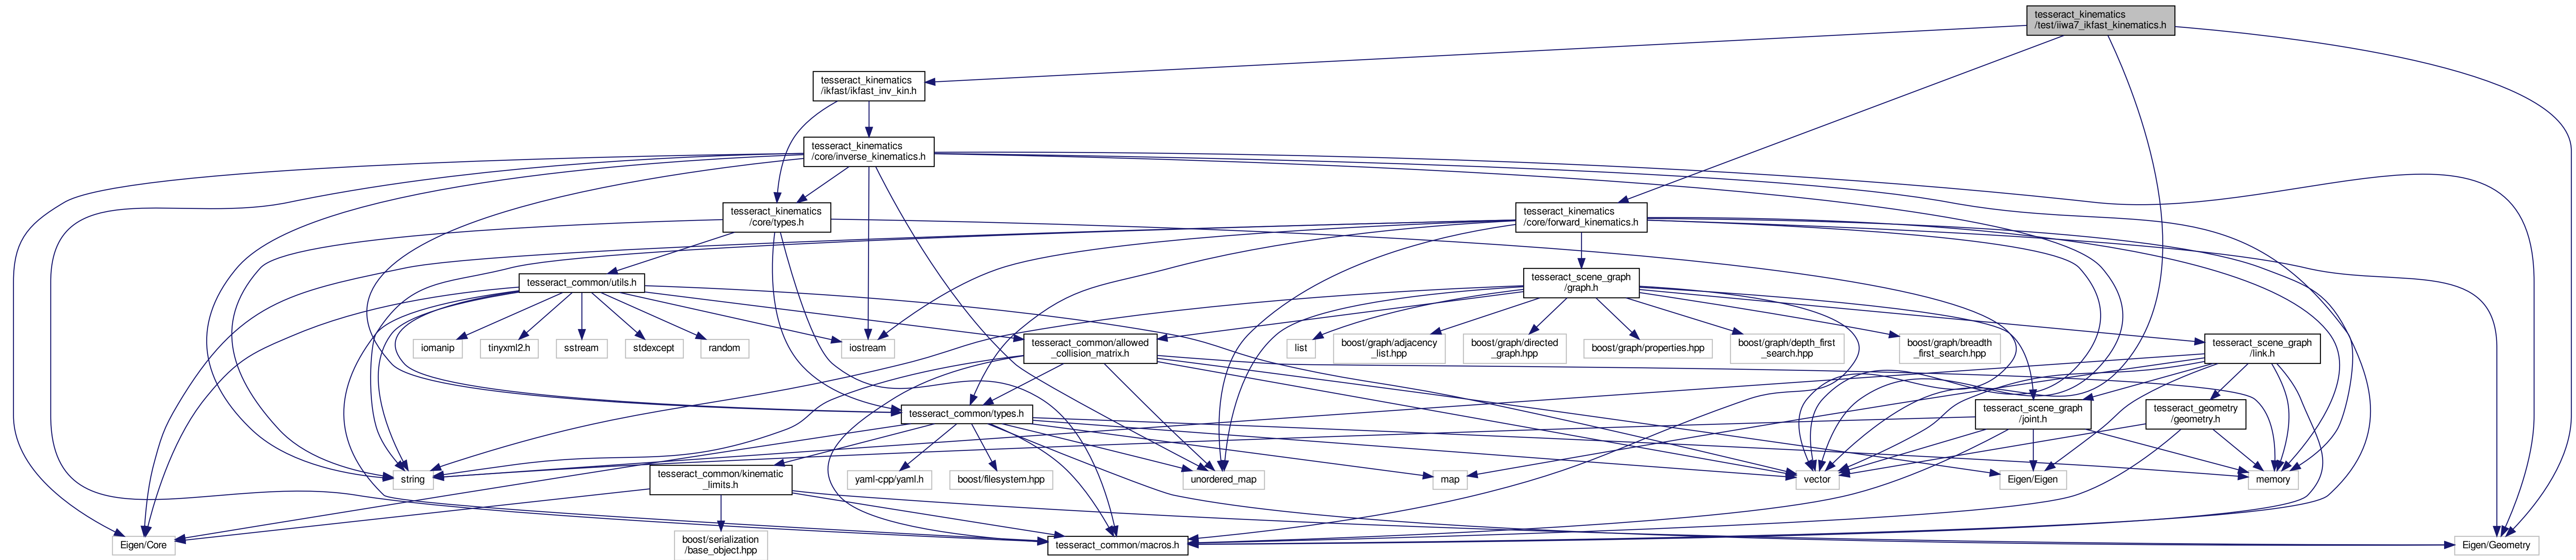 tesseract_kinematics
/test/iiwa7_ikfast_kinematics.h
tesseract_kinematics
/ikfast/ikfast_inv_kin.h
tesseract_kinematics
/core/inverse_kinematics.h
tesseract_kinematics
/core/types.h
tesseract_kinematics
/core/forward_kinematics.h
tesseract_common/utils.h
tesseract_scene_graph
/graph.h
iomanip
tinyxml2.h
sstream
stdexcept
random
iostream
tesseract_common/allowed
_collision_matrix.h
list
boost/graph/adjacency
_list.hpp
boost/graph/directed
_graph.hpp
boost/graph/properties.hpp
boost/graph/depth_first
_search.hpp
boost/graph/breadth
_first_search.hpp
tesseract_scene_graph
/link.h
tesseract_common/types.h
tesseract_scene_graph
/joint.h
tesseract_geometry
/geometry.h
string
tesseract_common/kinematic
_limits.h
yaml-cpp/yaml.h
boost/filesystem.hpp
unordered_map
map
vector
Eigen/Eigen
memory
Eigen/Core
boost/serialization
/base_object.hpp
tesseract_common/macros.h
Eigen/Geometry